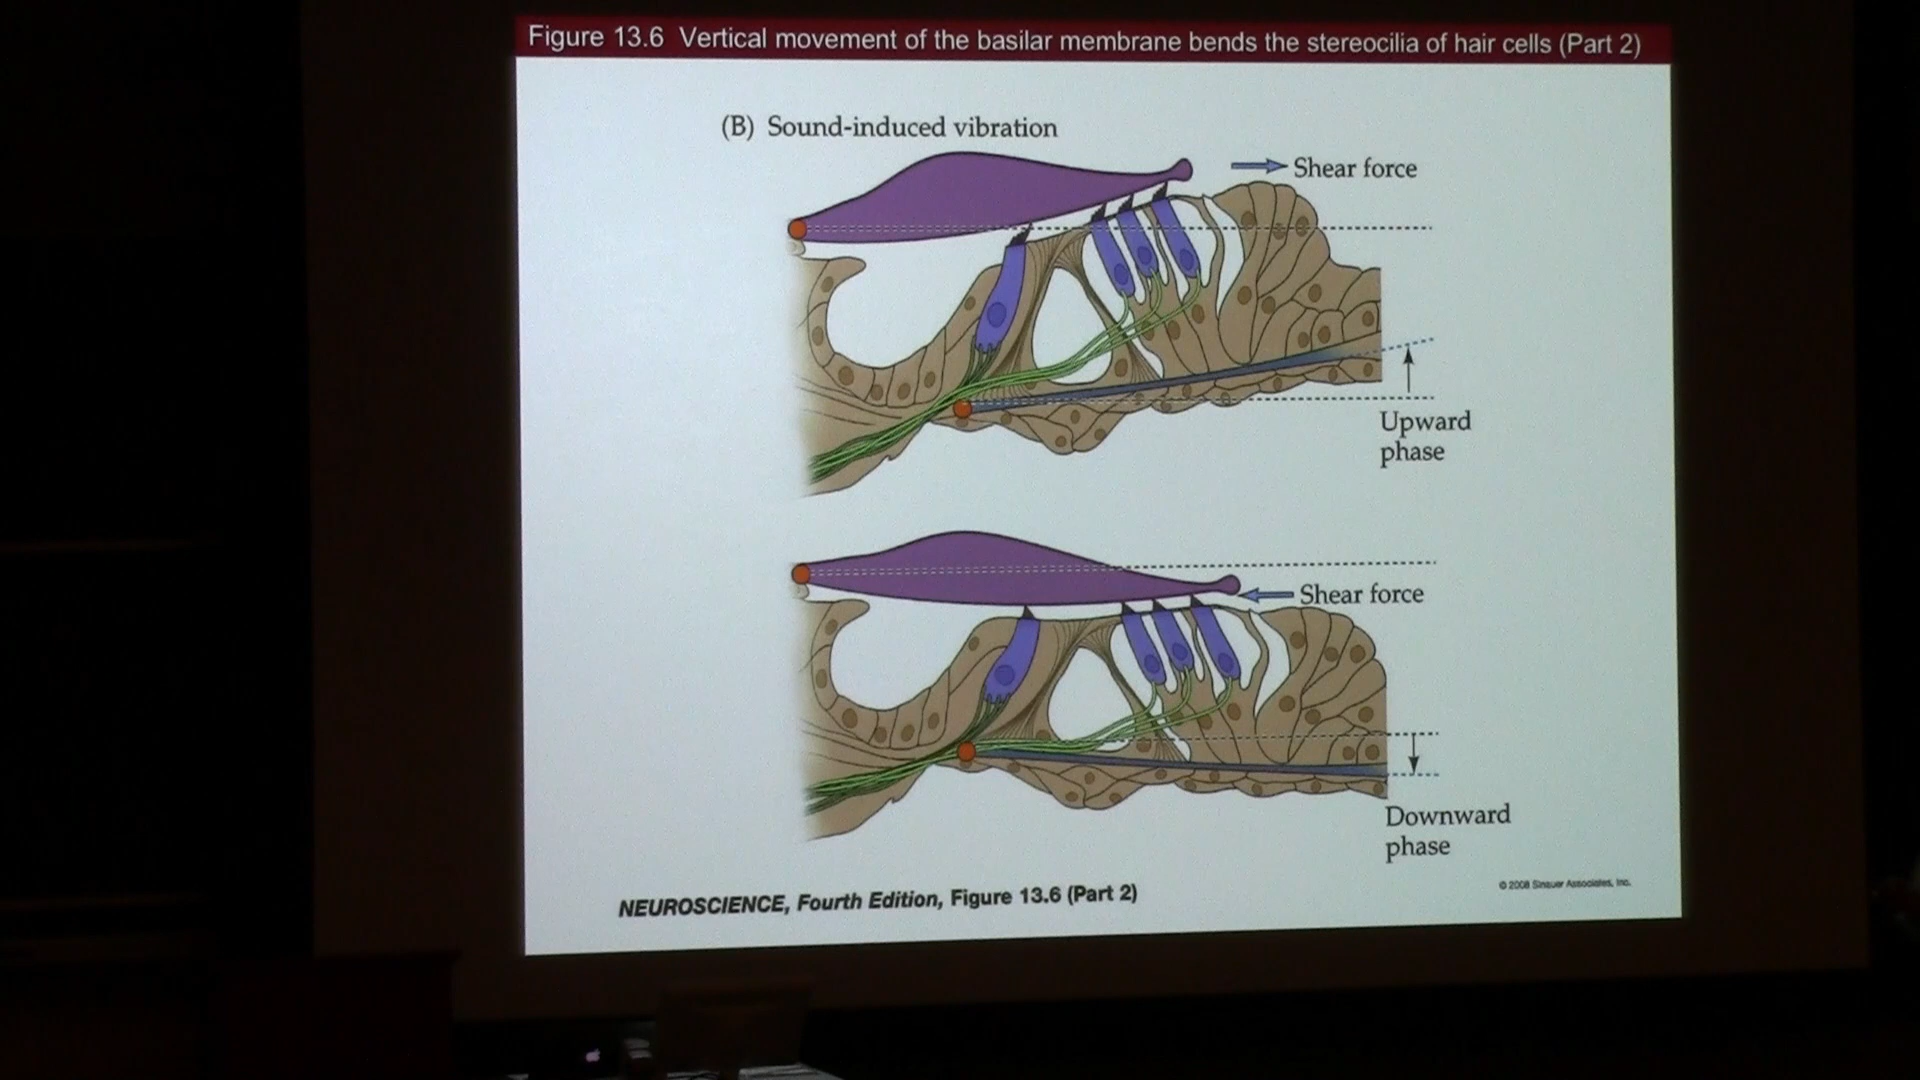 Figure 13.6 Vertical movement of the basilar membrane bends the stereocilia of hair cells (Part 2)
(B) Sound-induced vibration
Shear force
Upward
phase
Shear force
Downward
phase
NEUROSCIENCE, Fourth Edition, Figure 13.6 (Part 2)
© 2008 Sinauer Associates, Inc.